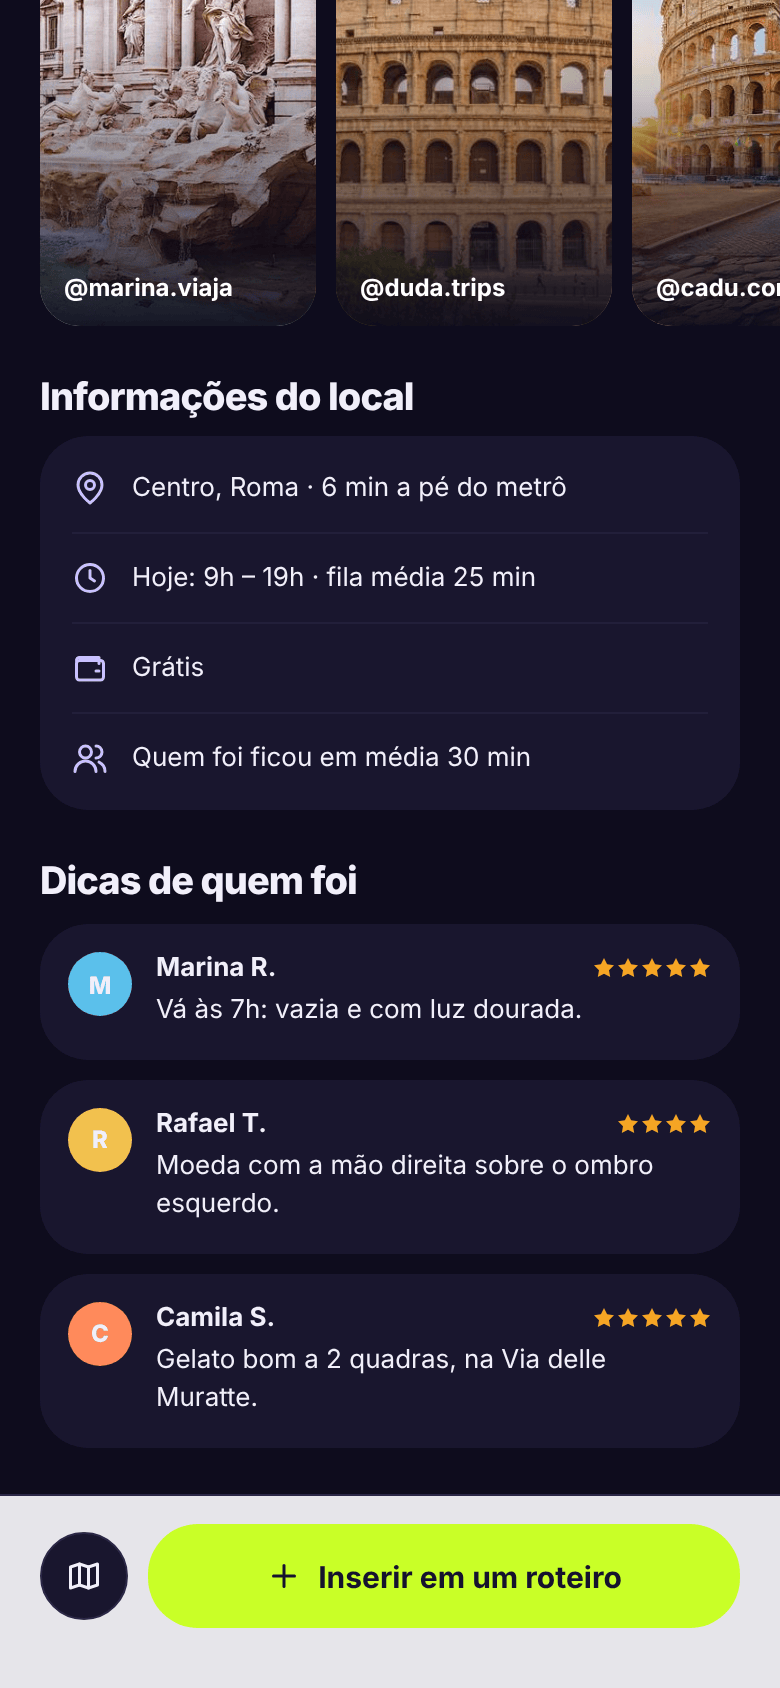 @marina.viaja
@duda.trips
@cadu.co
Informações do local
Centro, Roma · 6 min a pé do metrô
Hoje: 9h – 19h · fila média 25 min
Grátis
Quem foi ficou em média 30 min
Dicas de quem foi
M
Marina R.
Vá às 7h: vazia e com luz dourada.
R
Rafael T.
Moeda com a mão direita sobre o ombro
esquerdo.
C
Camila S.
Gelato bom a 2 quadras, na Via delle
Muratte.
Inserir em um roteiro